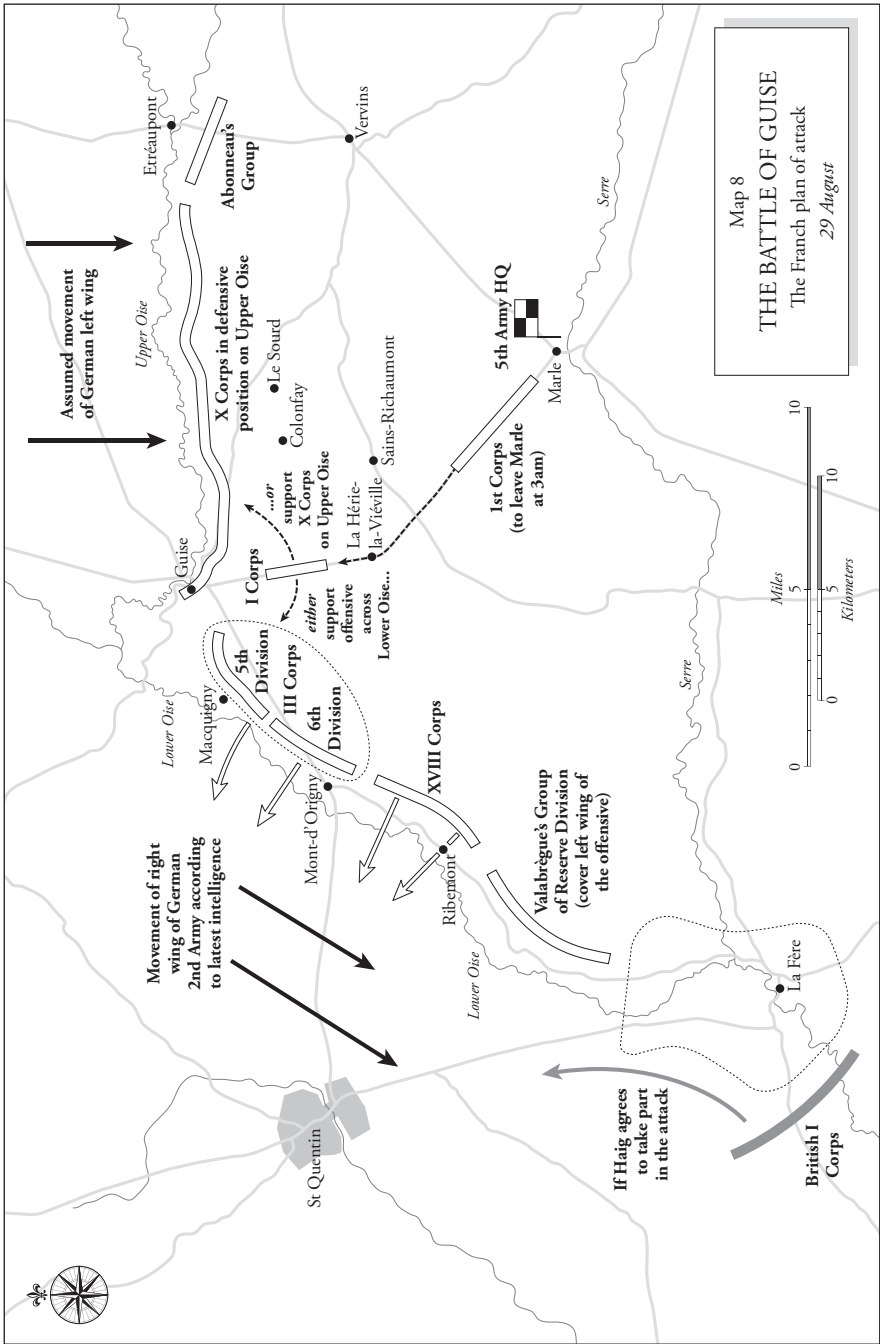 Map 8
THE BATTLE OF GUISE
The Franch plan of attack
29 August
Assumed movement
of German left wing
Etréaupont
Upper Oise
Abonneau's
Group
Vervins
X Corps in defensive
position on Upper Oise
Le Sourd
Colonfay
Sains-Richaumont
Guise
...or
support
X Corps
on Upper Oise
La Hérie-
la-Viéville
I Corps
either
support
offensive
across
Lower Oise...
5th Army HQ
Marle
1st Corps
(to leave Marle
at 3am)
Serre
Lower Oise
Macquigny
5th
Division
III Corps
6th
Division
Mont-d'Origny
XVIII Corps
Ribemont
Movement of right
wing of German
2nd Army according
to latest intelligence
Valabrègue's Group
of Reserve Division
(cover left wing of
the offensive)
Lower Oise
Serre
La Fère
St Quentin
If Haig agrees
to take part
in the attack
British I
Corps
Miles
0 5 10
0 5 10
Kilometers